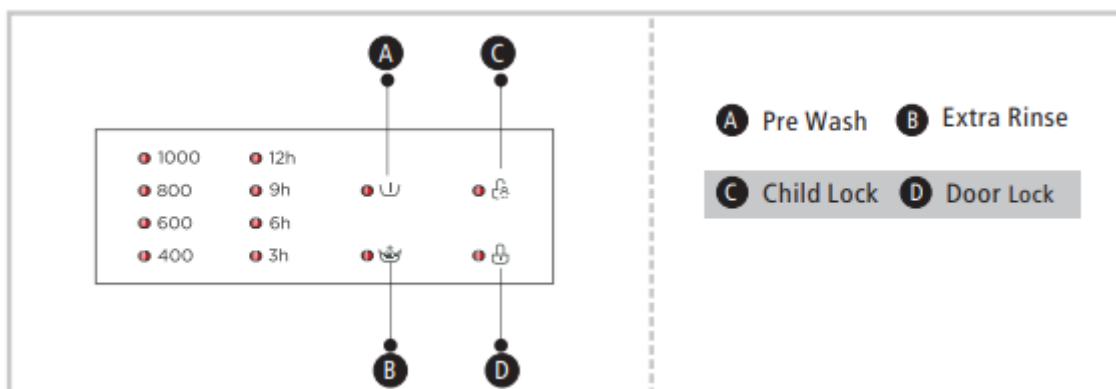 A C
A Pre Wash B Extra Rinse
1000 12h
800 9h
C Child Lock D Door Lock
600 6h
400 3h
B D